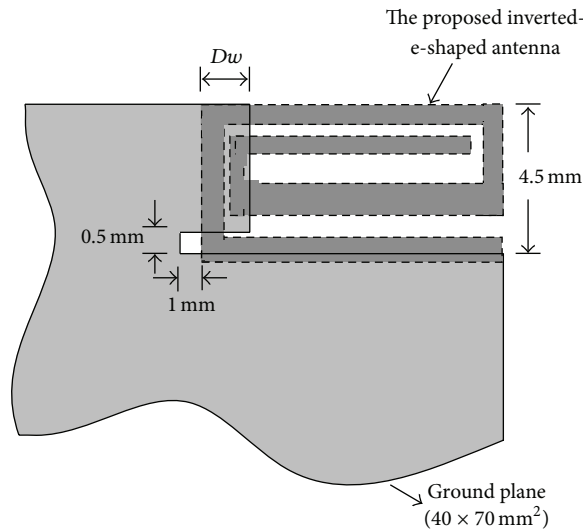 The proposed inverted-
e-shaped antenna
Dw
4.5 mm
0.5 mm
1 mm
Ground plane
(40 × 70 mm²)